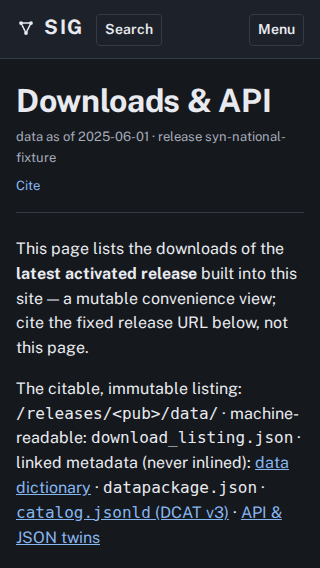 SIG Search Menu
Downloads & API
data as of 2025-06-01 · release syn-national-
fixture
Cite
This page lists the downloads of the
latest activated release built into this
site — a mutable convenience view;
cite the fixed release URL below, not
this page.
The citable, immutable listing:
/releases/<pub>/data/ · machine-
readable: download_listing.json ·
linked metadata (never inlined): data
dictionary · datapackage.json ·
catalog.jsonld (DCAT v3) · API &
JSON twins